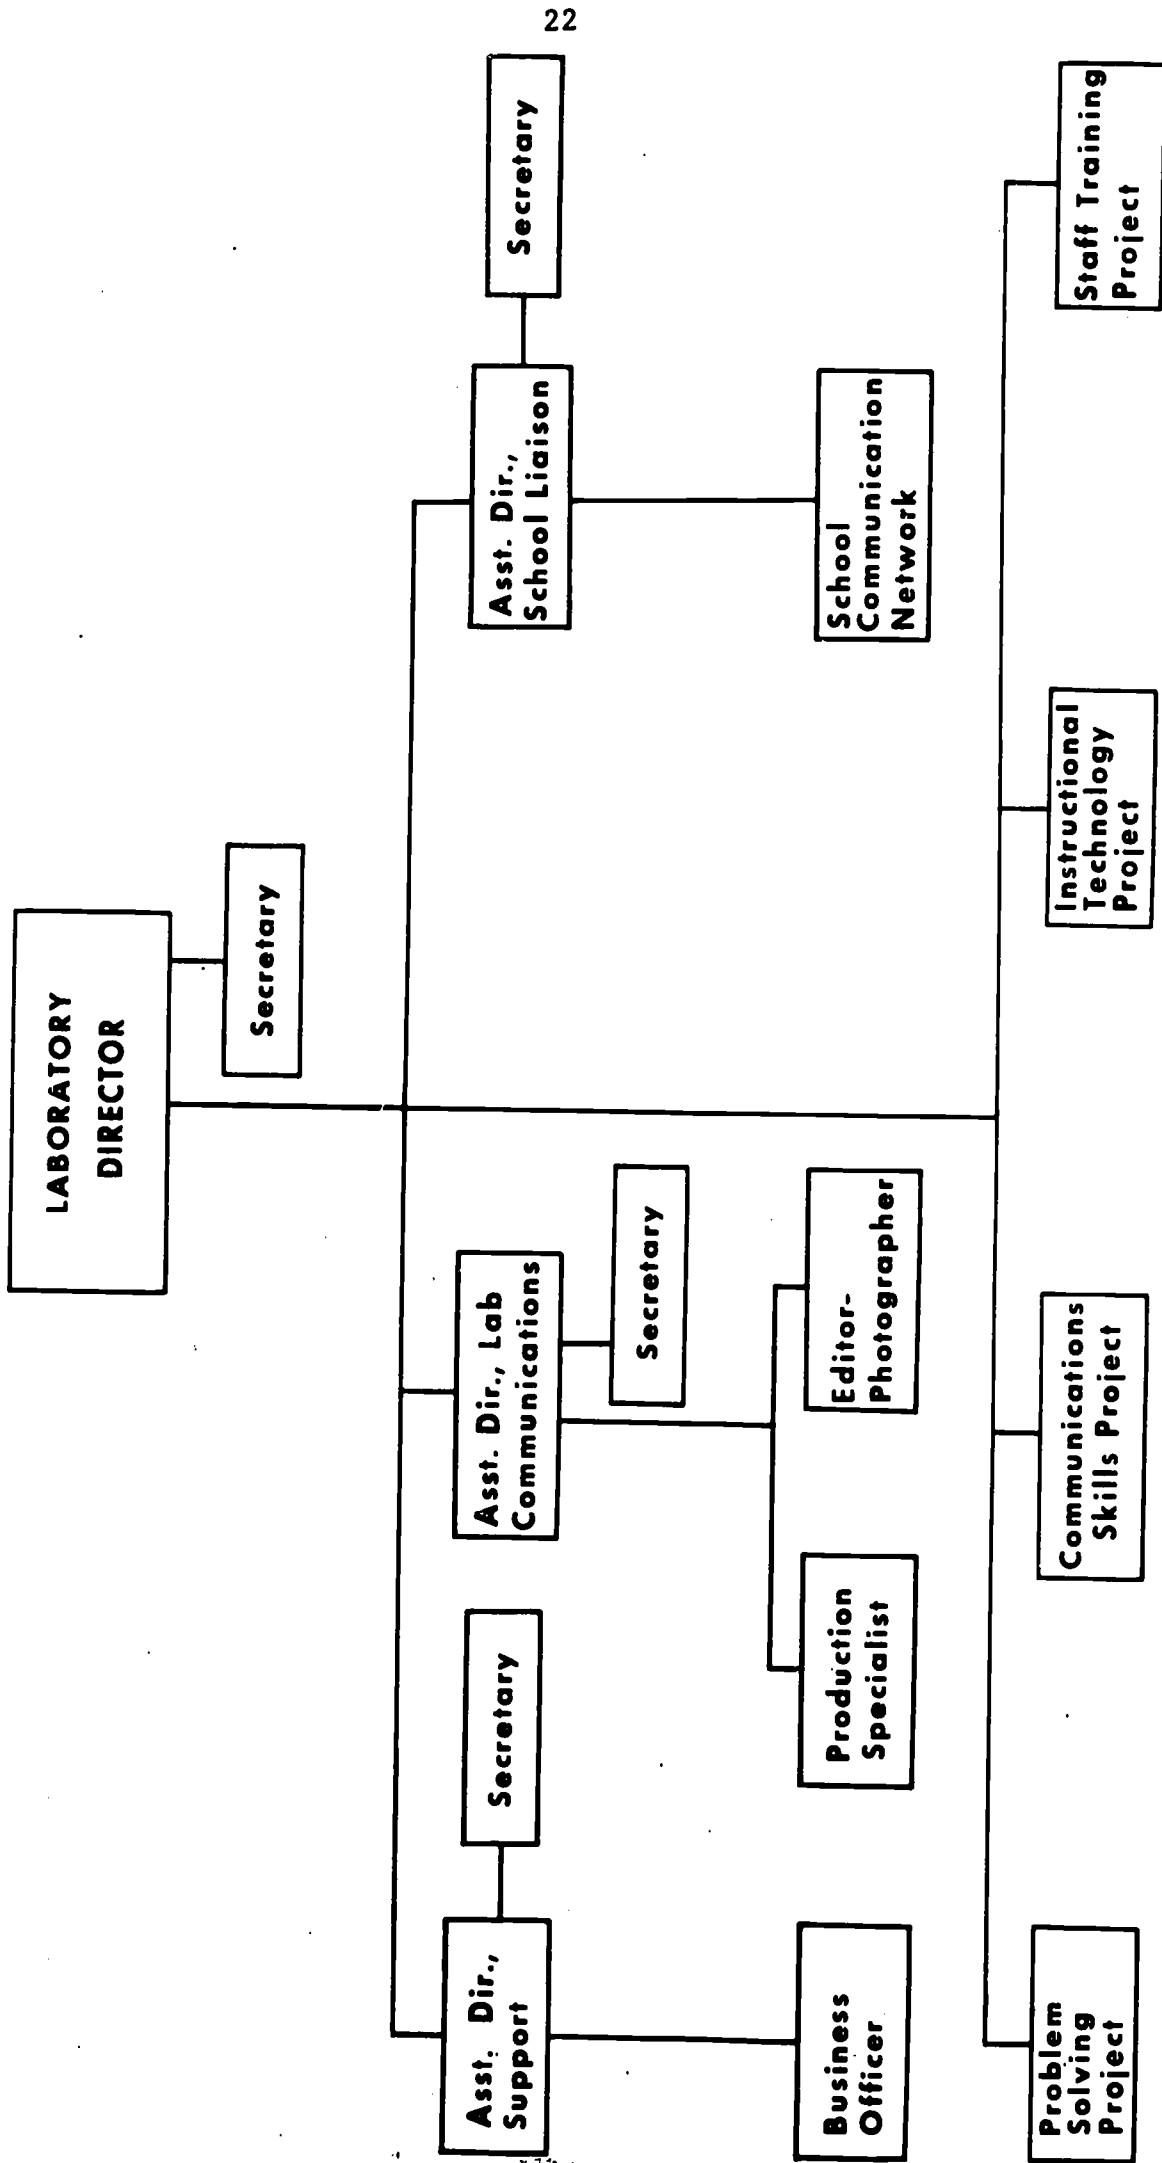 22
LABORATORY
DIRECTOR
Secretary
Asst. Dir.,
Support
Secretary
Asst. Dir., Lab
Communications
Secretary
Asst. Dir.,
School Liaison
Secretary
Business
Officer
Production
Specialist
Editor-
Photographer
School
Communication
Network
Problem
Solving
Project
Communications
Skills Project
Instructional
Technology
Project
Staff Training
Project